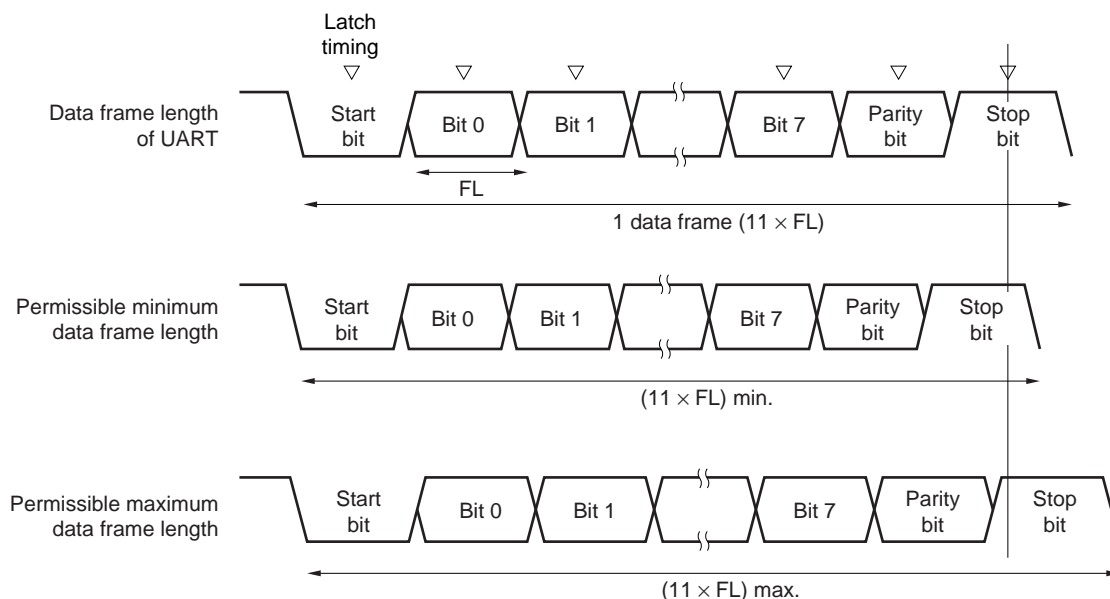 Latch
timing
Data frame length
of UART
Start
bit
Bit 0
Bit 1
Bit 7
Parity
bit
Stop
bit
FL
1 data frame (11 × FL)
Permissible minimum
data frame length
Start
bit
Bit 0
Bit 1
Bit 7
Parity
bit
Stop
bit
(11 × FL) min.
Permissible maximum
data frame length
Start
bit
Bit 0
Bit 1
Bit 7
Parity
bit
Stop
bit
(11 × FL) max.